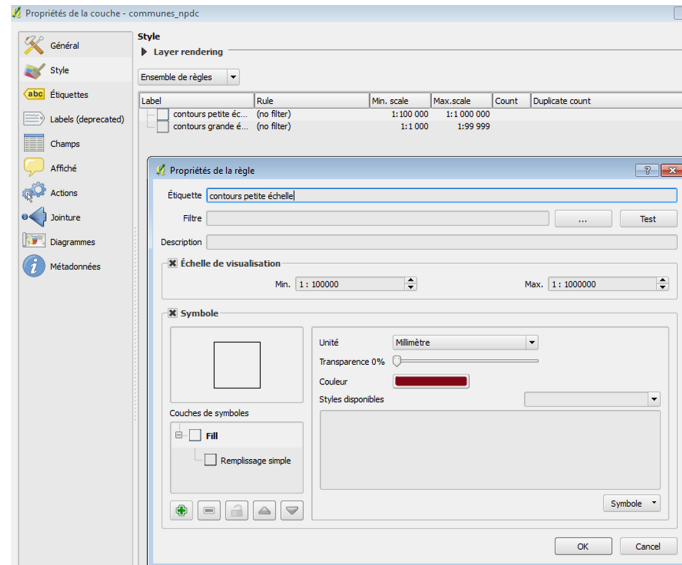 Propriétés de la couche - communes_npdc
Général
Style
abc Étiquettes
Labels (deprecated)
Champs
Affiché
Actions
Jointure
Diagrammes
Métadonnées
Style
Layer rendering
Ensemble de règles
Label Rule Min. scale Max.scale Count Duplicate count
contours petite éc... (no filter) 1:100 000 1:1 000 000
contours grande é... (no filter) 1:1 000 1:99 999
Propriétés de la règle
Étiquette contours petite échelle
Filtre ... Test
Description
Échelle de visualisation
Min. 1 : 100000 Max. 1 : 1000000
Symbole
Unité Milimètre
Transparence 0%
Couleur
Styles disponibles
Couches de symboles
Fill
Remplissage simple
Symbole
OK Cancel